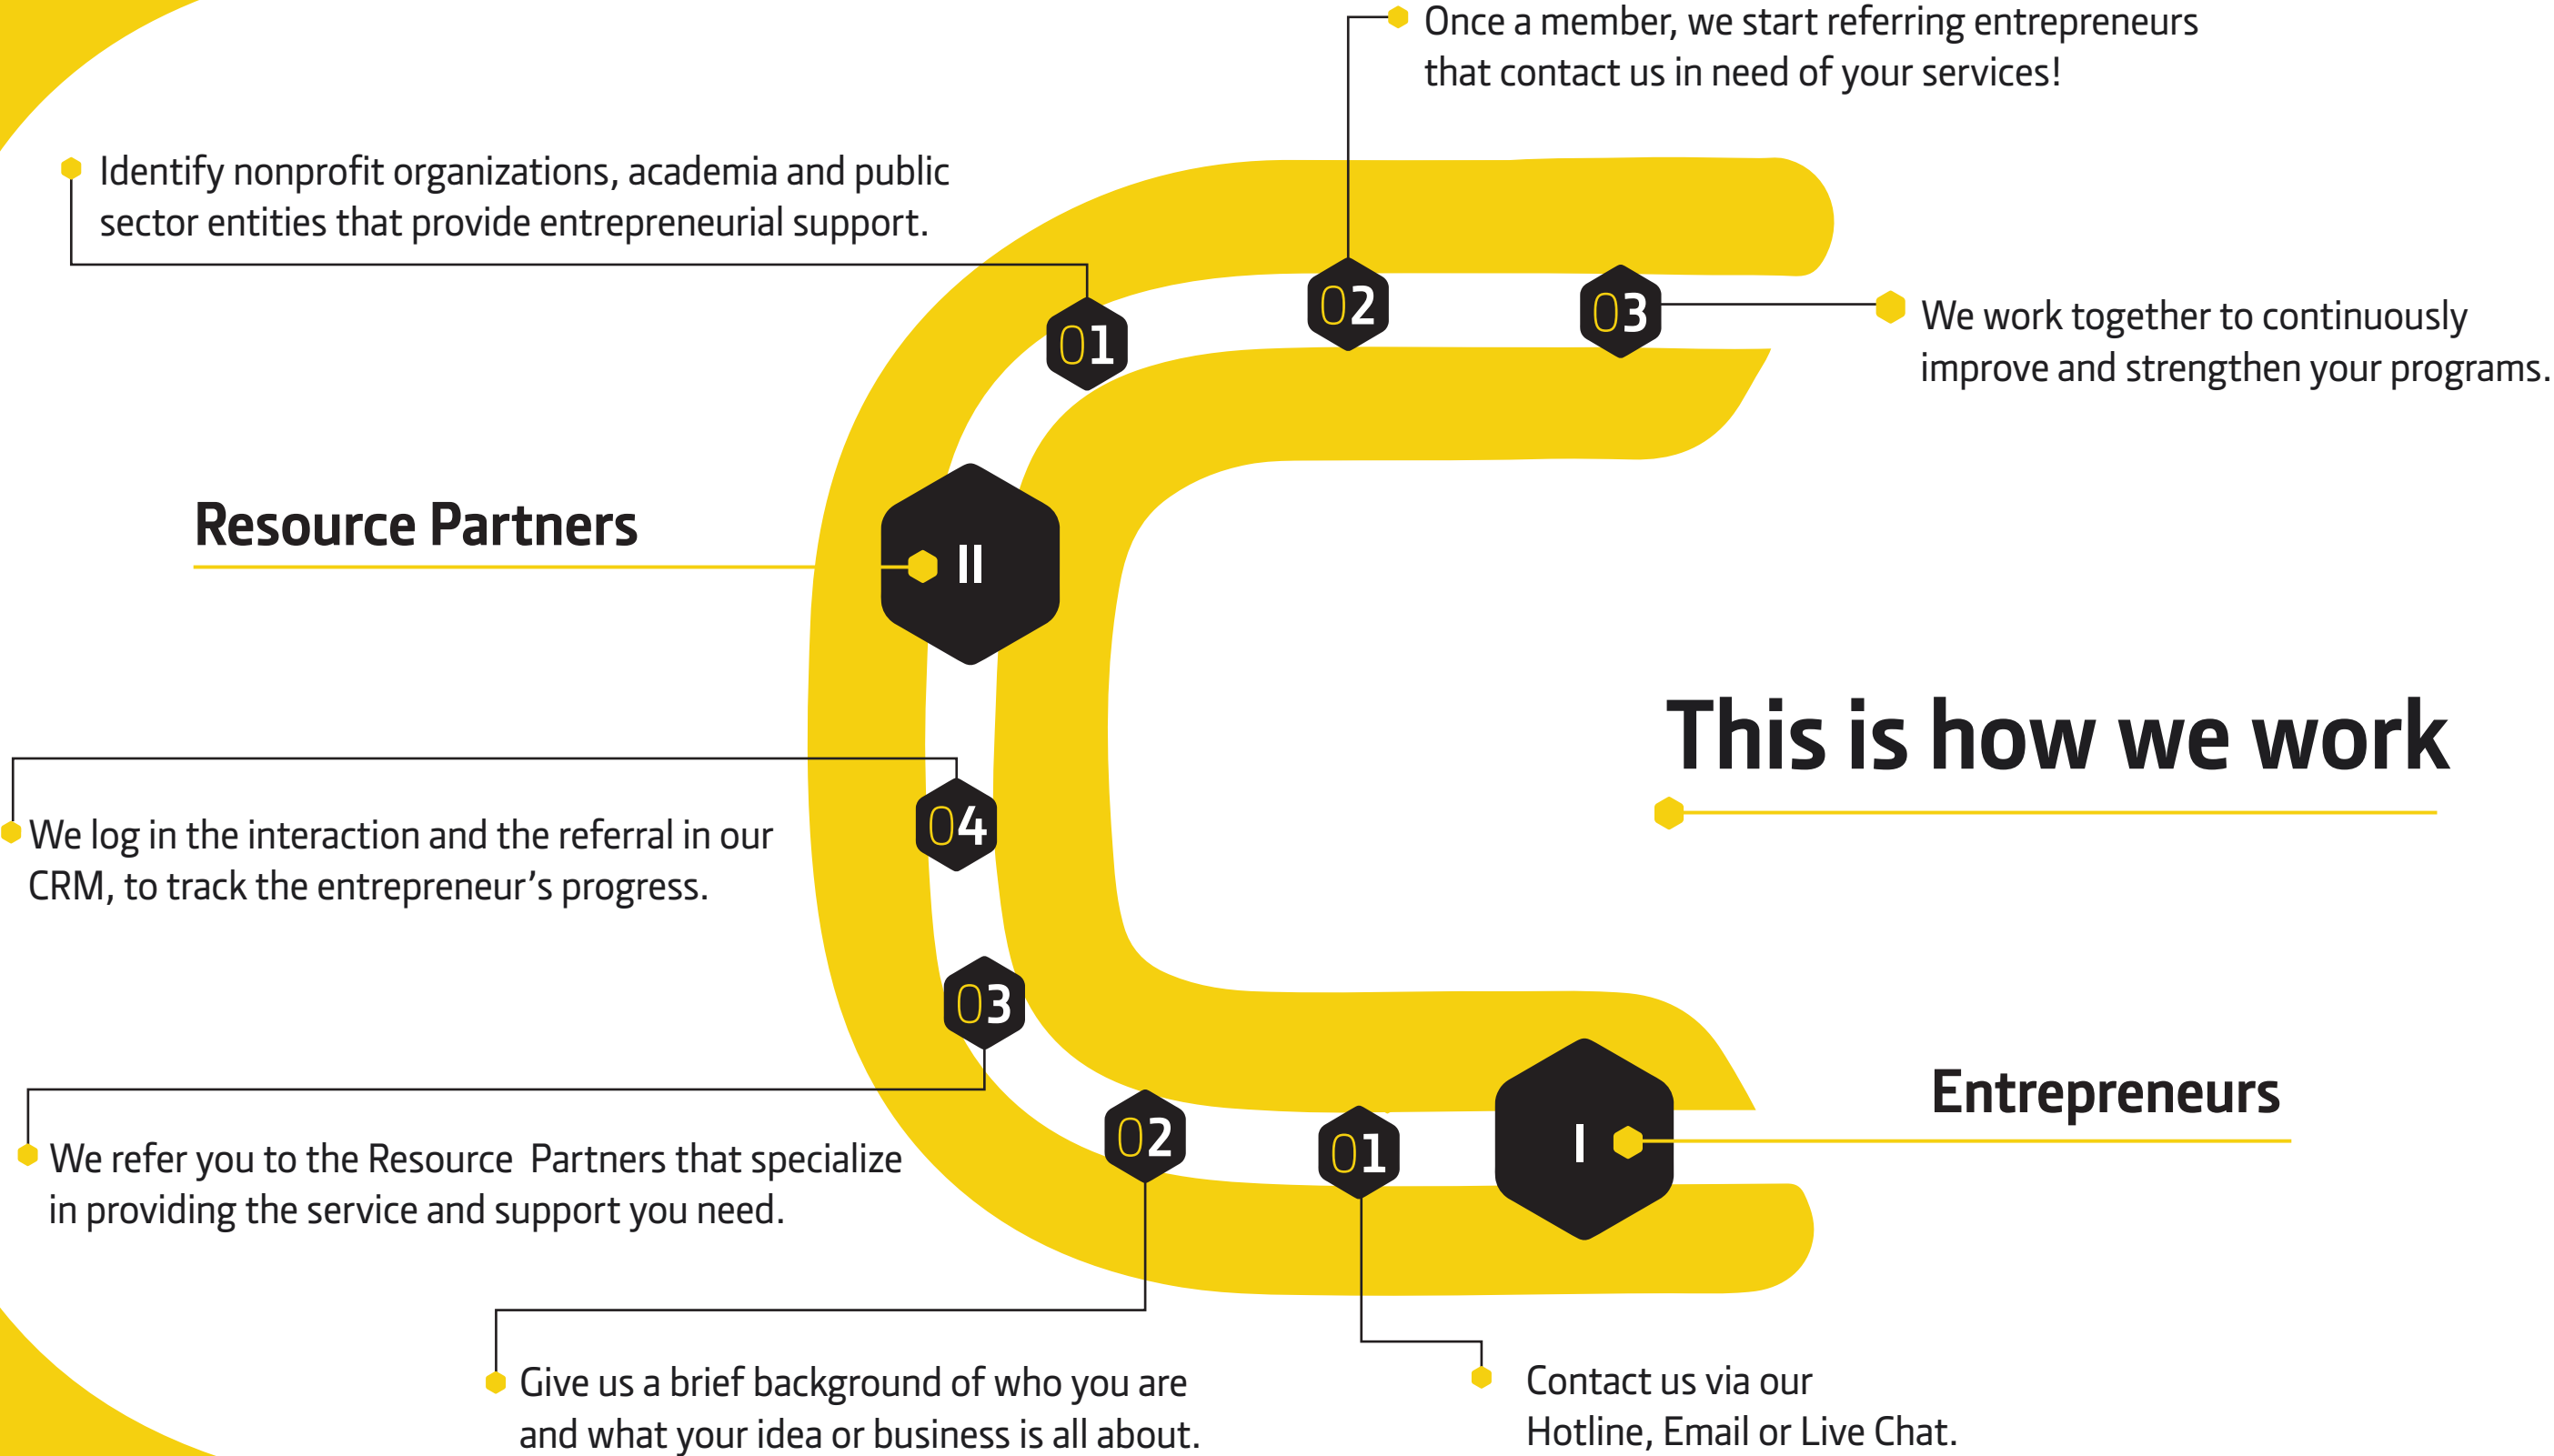 Once a member, we start referring entrepreneurs
that contact us in need of your services!
Identify nonprofit organizations, academia and public
sector entities that provide entrepreneurial support.
01
02
03
We work together to continuously
improve and strengthen your programs.
Resource Partners
II
This is how we work
04
We log in the interaction and the referral in our
CRM, to track the entrepreneur’s progress.
03
We refer you to the Resource Partners that specialize
in providing the service and support you need.
02
01
I
Entrepreneurs
Give us a brief background of who you are
and what your idea or business is all about.
Contact us via our
Hotline, Email or Live Chat.